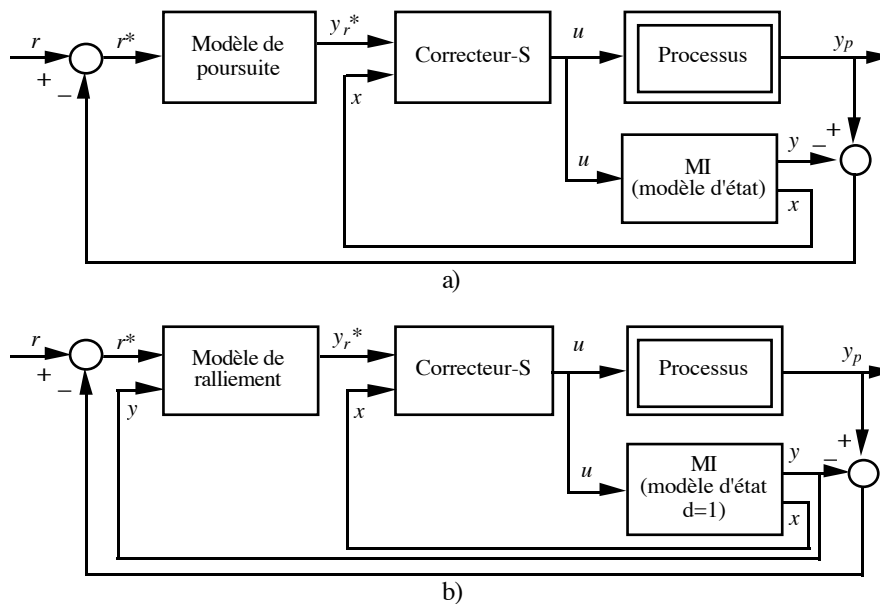 r
+
−
r*
Modèle de
poursuite
y_r*
x
Correcteur-S
u
Processus
y_p
u
MI
(modèle d'état)
y
x
−
+
a)
r
+
−
r*
y
Modèle de
ralliement
y_r*
x
Correcteur-S
u
Processus
y_p
u
MI
(modèle d'état
d=1)
y
x
−
+
b)